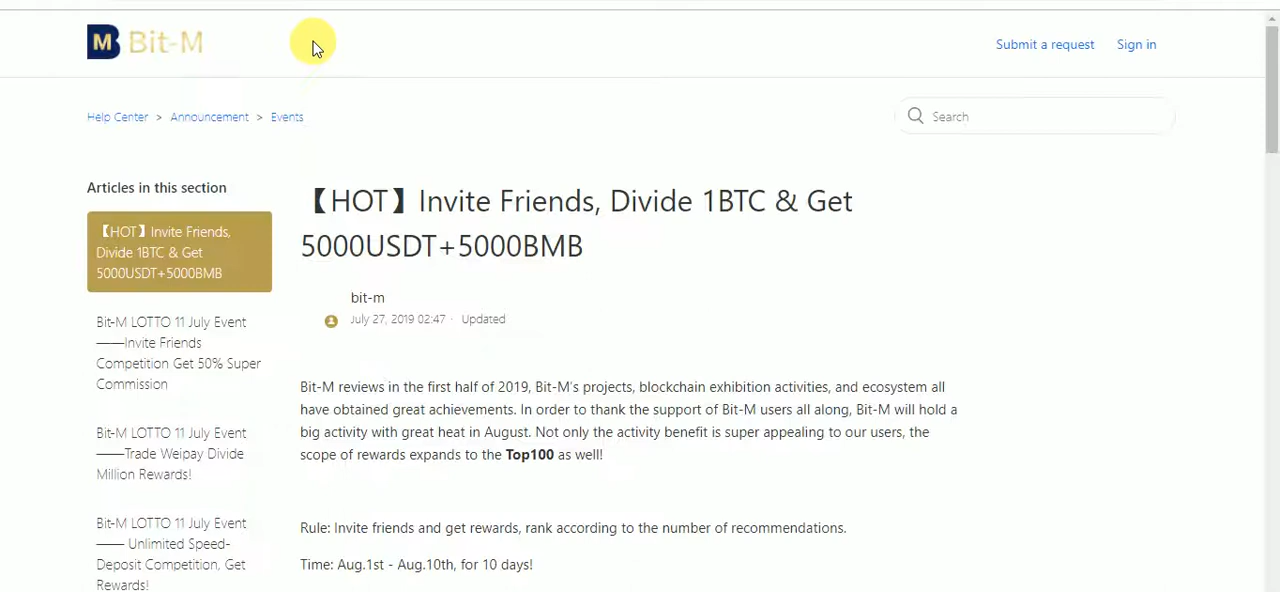 M Bit-M
Submit a request
Sign in
Help Center > Announcement > Events
Search
Articles in this section
【HOT】Invite Friends,
Divide 1BTC & Get
5000USDT+5000BMB
Bit-M LOTTO 11 July Event
——Invite Friends
Competition Get 50% Super
Commission
Bit-M LOTTO 11 July Event
——Trade Weipay Divide
Million Rewards!
Bit-M LOTTO 11 July Event
—— Unlimited Speed-
Deposit Competition, Get
Rewards!
【HOT】Invite Friends, Divide 1BTC & Get
5000USDT+5000BMB
bit-m
July 27, 2019 02:47 · Updated
Bit-M reviews in the first half of 2019, Bit-M's projects, blockchain exhibition activities, and ecosystem all
have obtained great achievements. In order to thank the support of Bit-M users all along, Bit-M will hold a
big activity with great heat in August. Not only the activity benefit is super appealing to our users, the
scope of rewards expands to the Top100 as well!
Rule: Invite friends and get rewards, rank according to the number of recommendations.
Time: Aug.1st - Aug.10th, for 10 days!